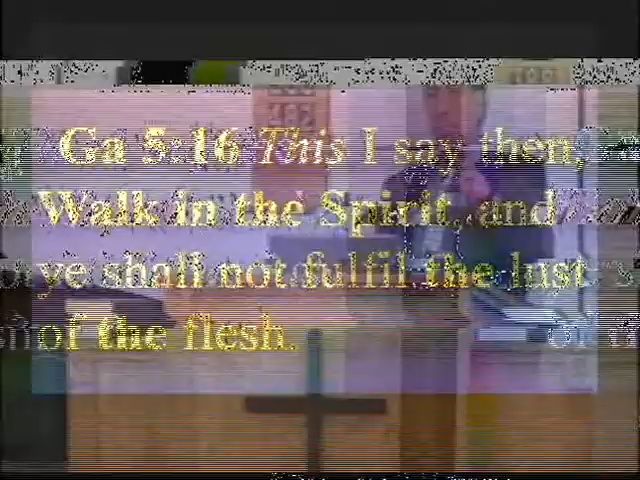 Ga 5:16 This I say then,
Walk in the Spirit, and
ye shall not fulfil the lust
of the flesh.